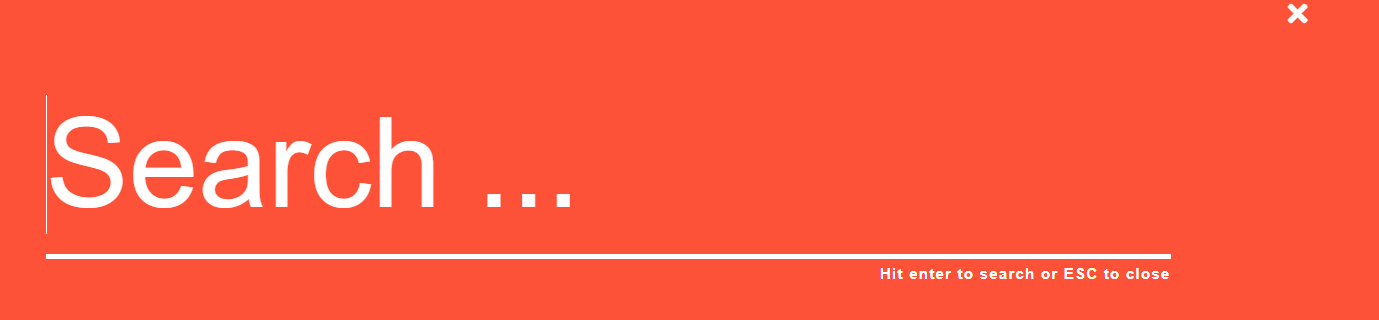 Search ...
Hit enter to search or ESC to close